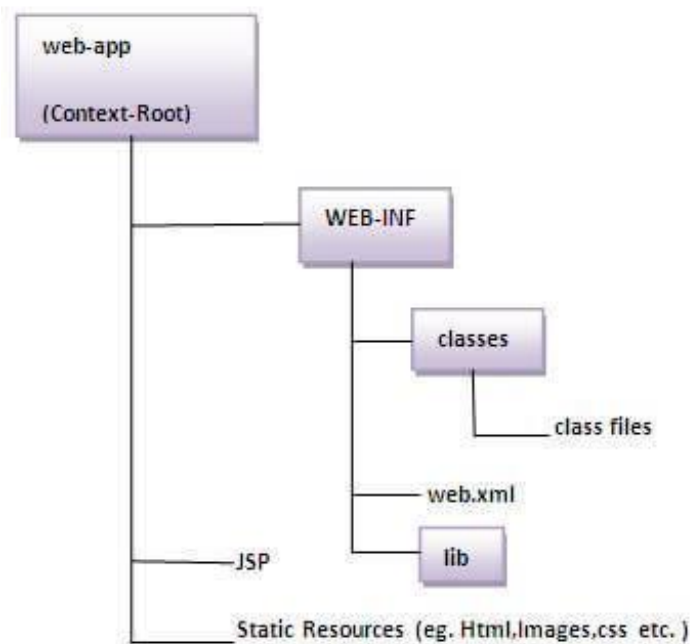 web-app
(Context-Root)
WEB-INF
classes
class files
web.xml
lib
JSP
Static Resources (eg. Html,Images,css etc. )